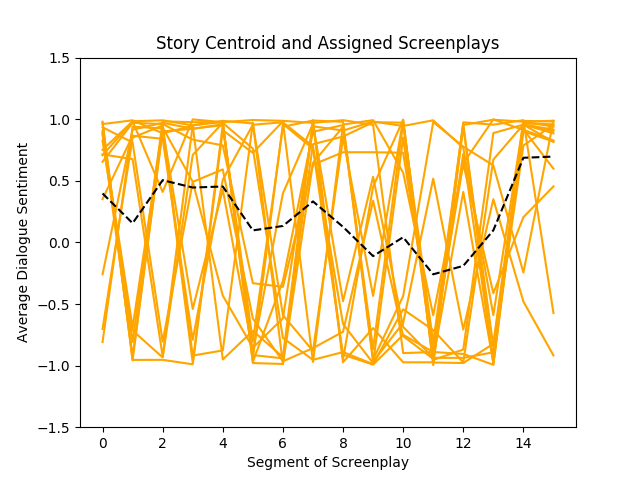 Story Centroid and Assigned Screenplays
1.5
1.0
0.5
0.0
−0.5
−1.0
−1.5
Average Dialogue Sentiment
0 2 4 6 8 10 12 14
Segment of Screenplay